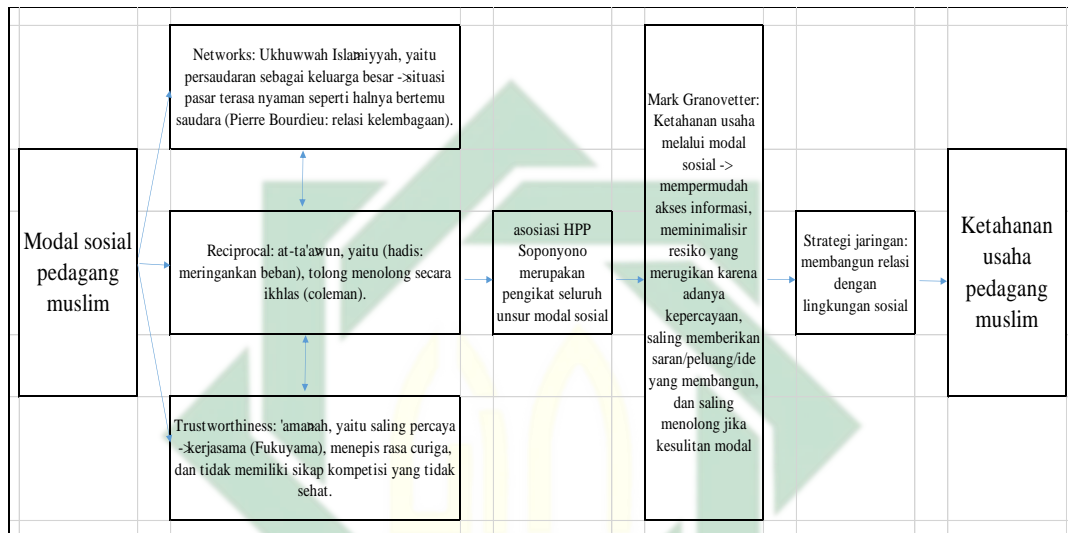 Modal sosial
pedagang
muslim
Networks: Ukhuwwah Islamiyyah, yaitu
persaudaran sebagai keluarga besar -> situasi
pasar terasa nyaman seperti halnya bertemu
saudara (Pierre Bourdieu: relasi kelembagaan).
Reciprocal: at-ta'awun, yaitu (hadis:
meringankan beban), tolong menolong secara
ikhlas (coleman).
Trustworthiness: 'amanah, yaitu saling percaya
-> kerjasama (Fukuyama), menepis rasa curiga,
dan tidak memiliki sikap kompetisi yang tidak
sehat.
asosiasi HPP
Soponyono
merupakan
pengikat seluruh
unsur modal sosial
Mark Granovetter:
Ketahanan usaha
melalui modal
sosial ->
mempermudah
akses informasi,
meminimalisir
resiko yang
merugikan karena
adanya
kepercayaan,
saling memberikan
saran/peluang/ide
yang membangun,
dan saling
menolong jika
kesulitan modal
Strategi jaringan:
membangun relasi
dengan
lingkungan sosial
Ketahanan
usaha
pedagang
muslim